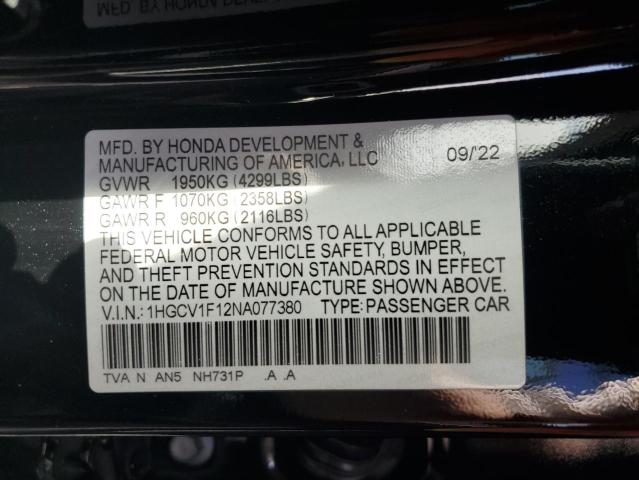 MFD. BY HONDA DEVELOPMENT &
MANUFACTURING OF AMERICA, LLC 09/22
GVWR 1950KG (4299LBS)
GAWR F 1070KG (2358LBS)
GAWR R 960KG (2116LBS)
THIS VEHICLE CONFORMS TO ALL APPLICABLE
FEDERAL MOTOR VEHICLE SAFETY, BUMPER,
AND THEFT PREVENTION STANDARDS IN EFFECT
ON THE DATE OF MANUFACTURE SHOWN ABOVE.
V.I.N.: 1HGCV1F12NA077380 TYPE: PASSENGER CAR
TVA N AN5 NH731P .A .A